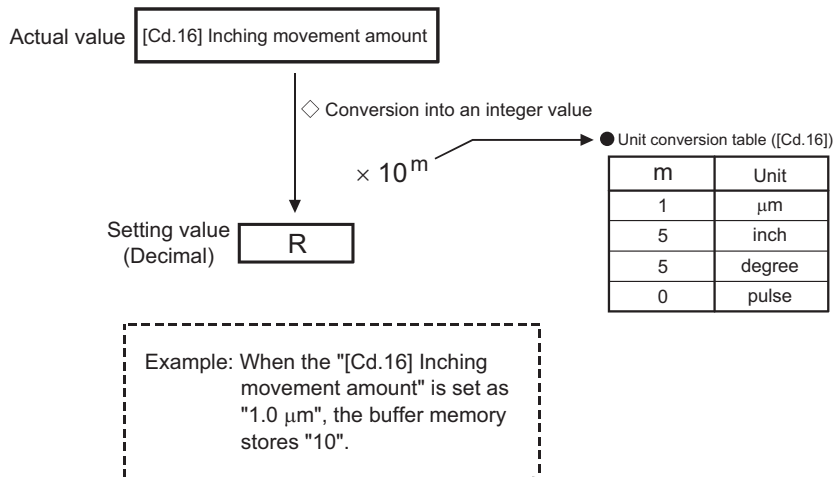 Actual value
[Cd.16] Inching movement amount
◇ Conversion into an integer value
× 10^m
● Unit conversion table ([Cd.16])
m Unit
1 μm
5 inch
5 degree
0 pulse
Setting value
(Decimal)
R
Example: When the "[Cd.16] Inching
movement amount" is set as
"1.0 μm", the buffer memory
stores "10".